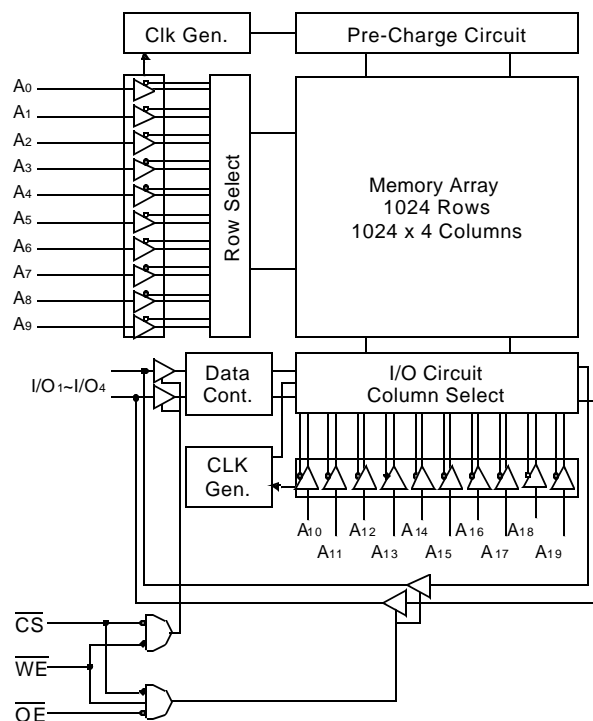 Clk Gen.
Pre-Charge Circuit
A0
A1
A2
A3
A4
A5
A6
A7
A8
A9
Row Select
Memory Array
1024 Rows
1024 x 4 Columns
I/O1~I/O4
Data
Cont.
I/O Circuit
Column Select
CLK
Gen.
A10
A11
A12
A13
A14
A15
A16
A17
A18
A19
CS
WE
OE